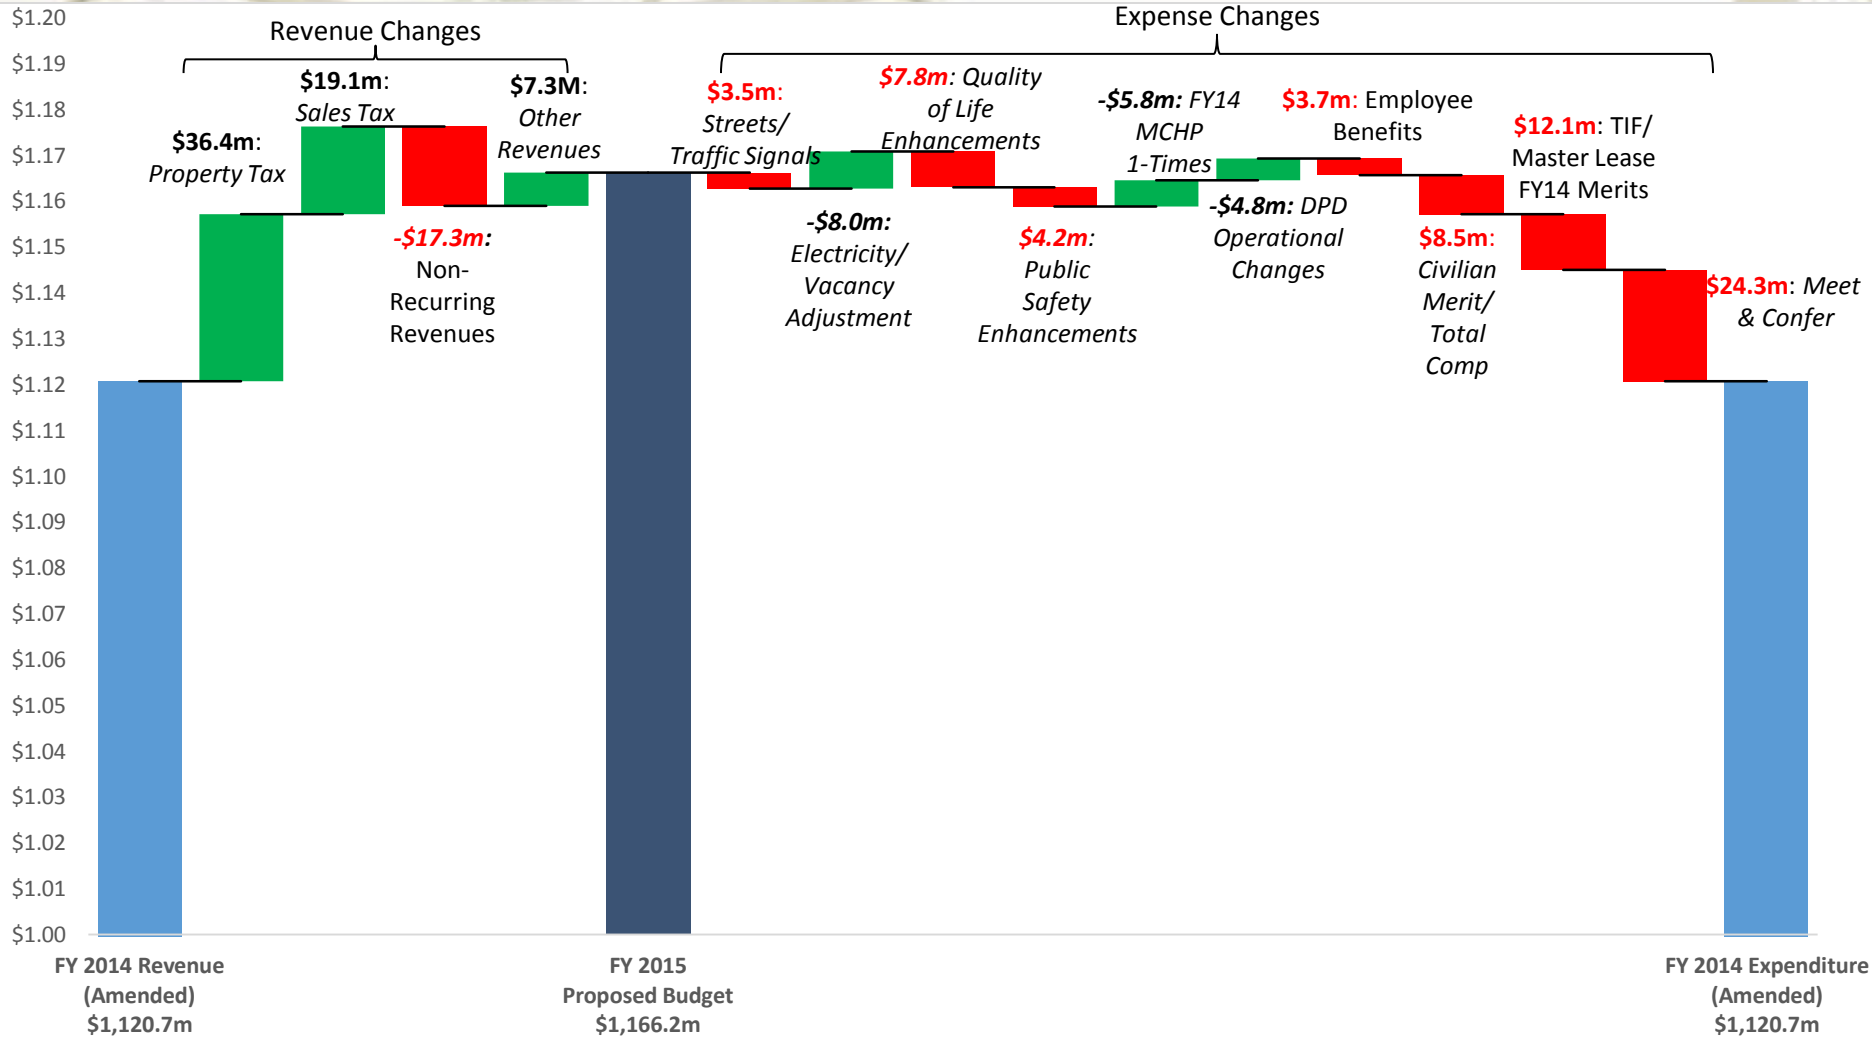 Revenue Changes
Expense Changes
$1.20
$1.19
$1.18
$1.17
$1.16
$1.15
$1.14
$1.13
$1.12
$1.11
$1.10
$1.09
$1.08
$1.07
$1.06
$1.05
$1.04
$1.03
$1.02
$1.01
$1.00
$36.4m:
Property Tax
$19.1m:
Sales Tax
-$17.3m:
Non-
Recurring
Revenues
$7.3M:
Other
Revenues
$3.5m:
Streets/
Traffic Signals
-$8.0m:
Electricity/
Vacancy
Adjustment
$7.8m: Quality
of Life
Enhancements
$4.2m:
Public
Safety
Enhancements
-$5.8m: FY14
MCHP
1-Times
-$4.8m: DPD
Operational
Changes
$3.7m: Employee
Benefits
$8.5m:
Civilian
Merit/
Total
Comp
$12.1m: TIF/
Master Lease
FY14 Merits
$24.3m: Meet
& Confer
FY 2014 Revenue
(Amended)
$1,120.7m
FY 2015
Proposed Budget
$1,166.2m
FY 2014 Expenditure
(Amended)
$1,120.7m